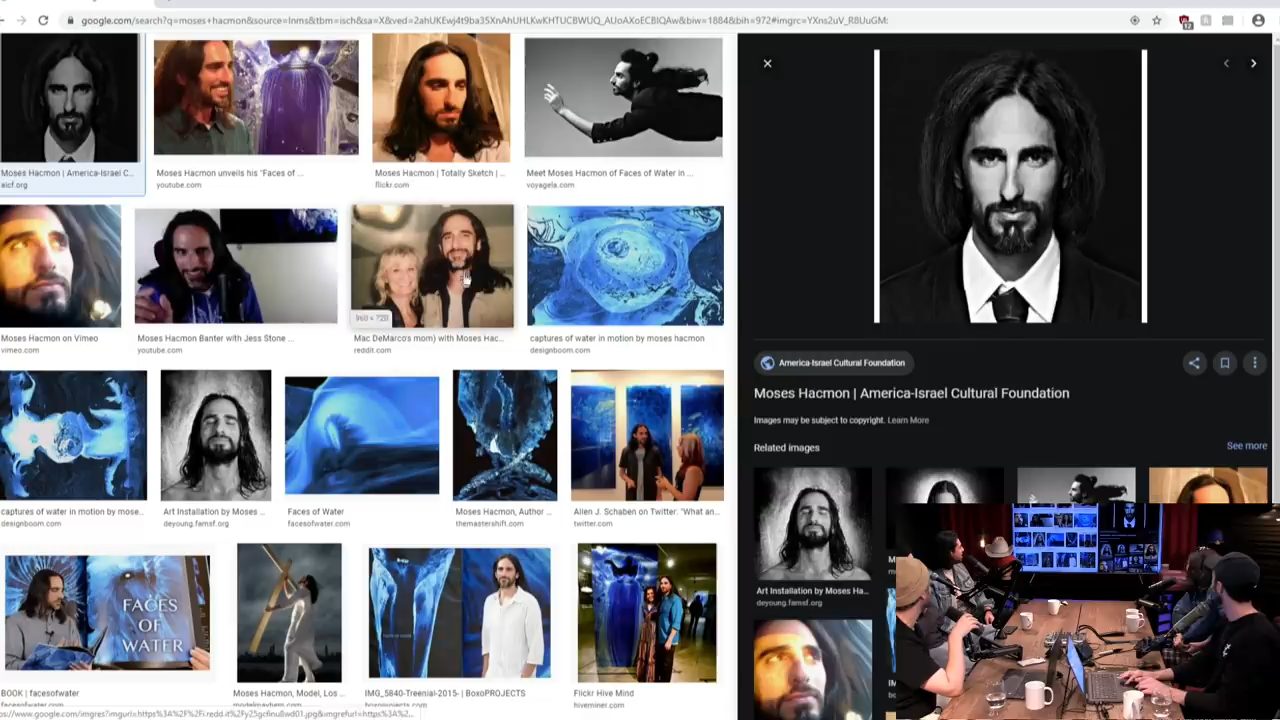 google.com/search?q=moses+hacmon&source=lnms&tbm=isch&sa=X&ved=2ahUKEwj4t9ba35XnAhUHLKwKHTUCBWUQ_AUoAXoECBIQAw&biw=1884&bih=972#imgrc=YXns2uV_R8UuGM:
12
Moses Hacmon | America-Israel C...
aicf.org
Moses Hacmon unveils his "Faces of ...
youtube.com
Moses Hacmon | Totally Sketch | ...
flickr.com
Meet Moses Hacmon of Faces of Water in ...
voyagela.com
960 × 720
Moses Hacmon on Vimeo
vimeo.com
Moses Hacmon Banter with Jess Stone ...
youtube.com
Mac DeMarco's mom) with Moses Hac...
reddit.com
captures of water in motion by moses hacmon
designboom.com
captures of water in motion by mose...
designboom.com
Art Installation by Moses ...
deyoung.famsf.org
Faces of Water
facesofwater.com
Moses Hacmon, Author ...
themastershift.com
Allen J. Schaben on Twitter: "What an...
twitter.com
FACES
OF
WATER
BOOK | facesofwater
Moses Hacmon, Model, Los ...
modelmayhem.com
IMG_5840-Treenial-2015- | BoxoPROJECTS
boxoprojects.com
Flickr Hive Mind
hiveminer.com
America-Israel Cultural Foundation
Moses Hacmon | America-Israel Cultural Foundation
Images may be subject to copyright. Learn More
Related images
See more
Art Installation by Moses Ha...
deyoung.famsf.org